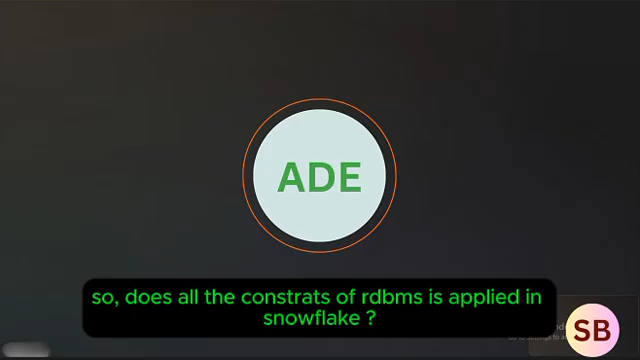 ADE
so, does all the constrats of rdbms is applied in
snowflake ?
SB